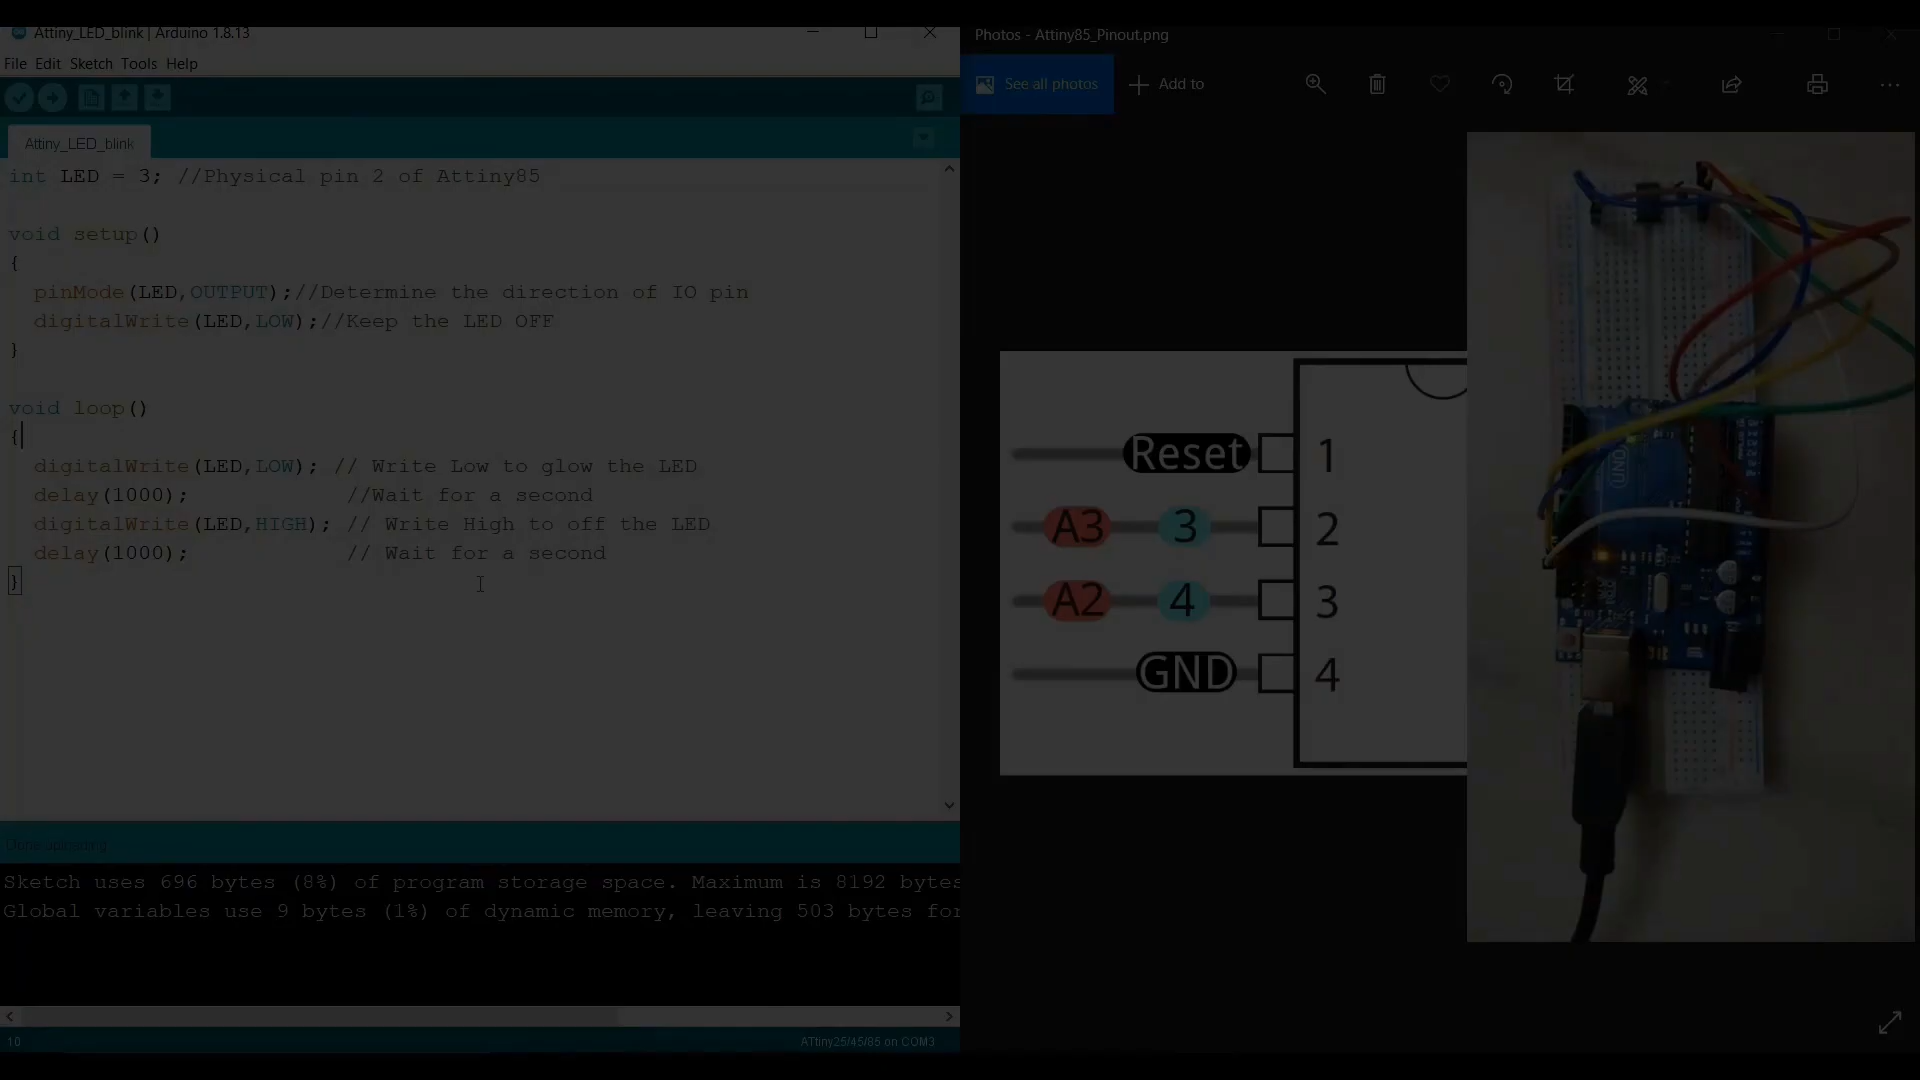 Attiny_LED_blink | Arduino 1.8.13
File Edit Sketch Tools Help
Attiny_LED_blink
int LED = 3; //Physical pin 2 of Attiny85
void setup()
{
pinMode(LED,OUTPUT);//Determine the direction of IO pin
digitalWrite(LED,LOW);//Keep the LED OFF
}
void loop()
{
digitalWrite(LED,LOW); // Write Low to glow the LED
delay(1000); //Wait for a second
digitalWrite(LED,HIGH); // Write High to off the LED
delay(1000); // Wait for a second
}
Done uploading.
Sketch uses 696 bytes (8%) of program storage space. Maximum is 8192 bytes
Global variables use 9 bytes (1%) of dynamic memory, leaving 503 bytes for
10
ATtiny25/45/85 on COM3
Photos - Attiny85_Pinout.png
See all photos
Add to
Reset 1
A3 3 2
A2 4 3
GND 4
UNO